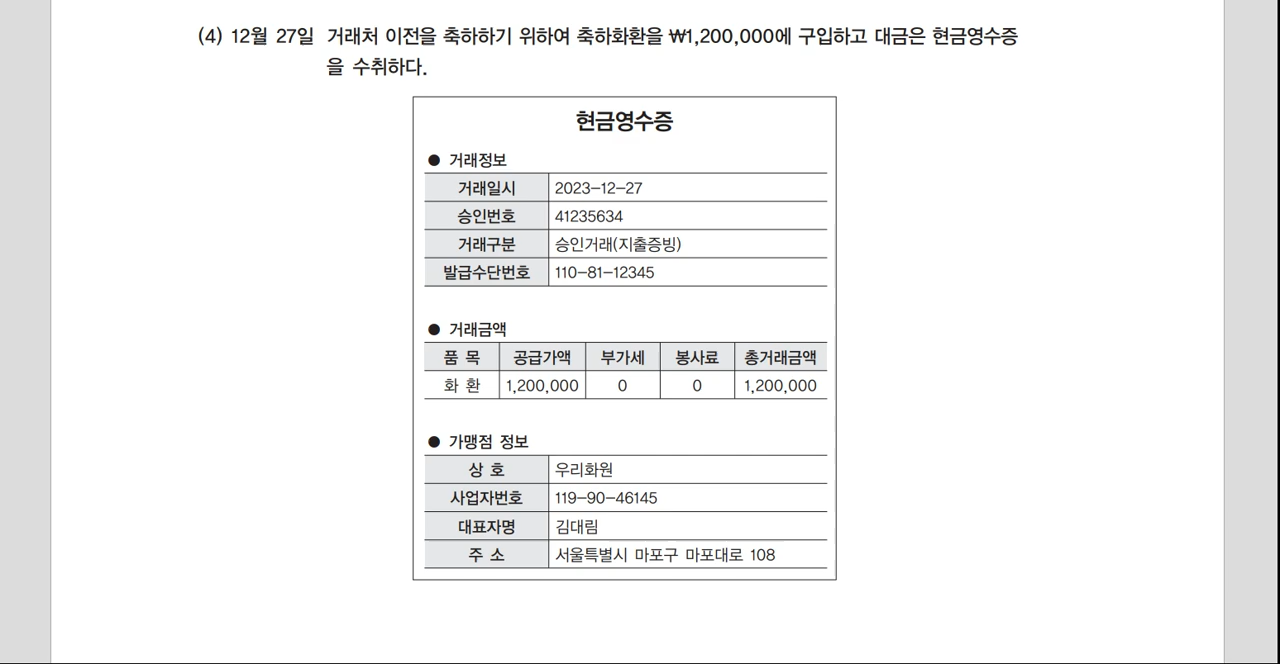 (4) 12월 27일 거래처 이전을 축하하기 위하여 축하화환을 ₩1,200,000에 구입하고 대금은 현금영수증
을 수취하다.
현금영수증
● 거래정보
거래일시 2023-12-27
승인번호 41235634
거래구분 승인거래(지출증빙)
발급수단번호 110-81-12345
● 거래금액
품 목 공급가액 부가세 봉사료 총거래금액
화 환 1,200,000 0 0 1,200,000
● 가맹점 정보
상 호 우리화원
사업자번호 119-90-46145
대표자명 김대림
주 소 서울특별시 마포구 마포대로 108